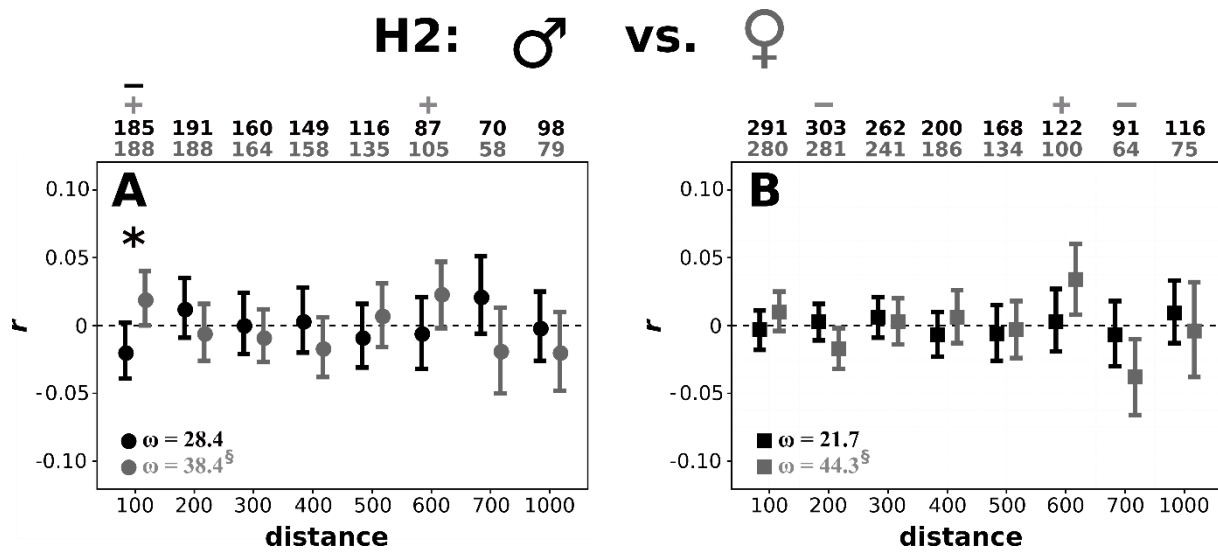 H2: ♂ vs. ♀
−
+ +
185 191 160 149 116 87 70 98
188 188 164 158 135 105 58 79
A
*
0.10
0.05
0
-0.05
-0.10
r
ω = 28.4
ω = 38.4§
100 200 300 400 500 600 700 1000
distance
− + −
291 303 262 200 168 122 91 116
280 281 241 186 134 100 64 75
B
0.10
0.05
0
-0.05
-0.10
r
ω = 21.7
ω = 44.3§
100 200 300 400 500 600 700 1000
distance